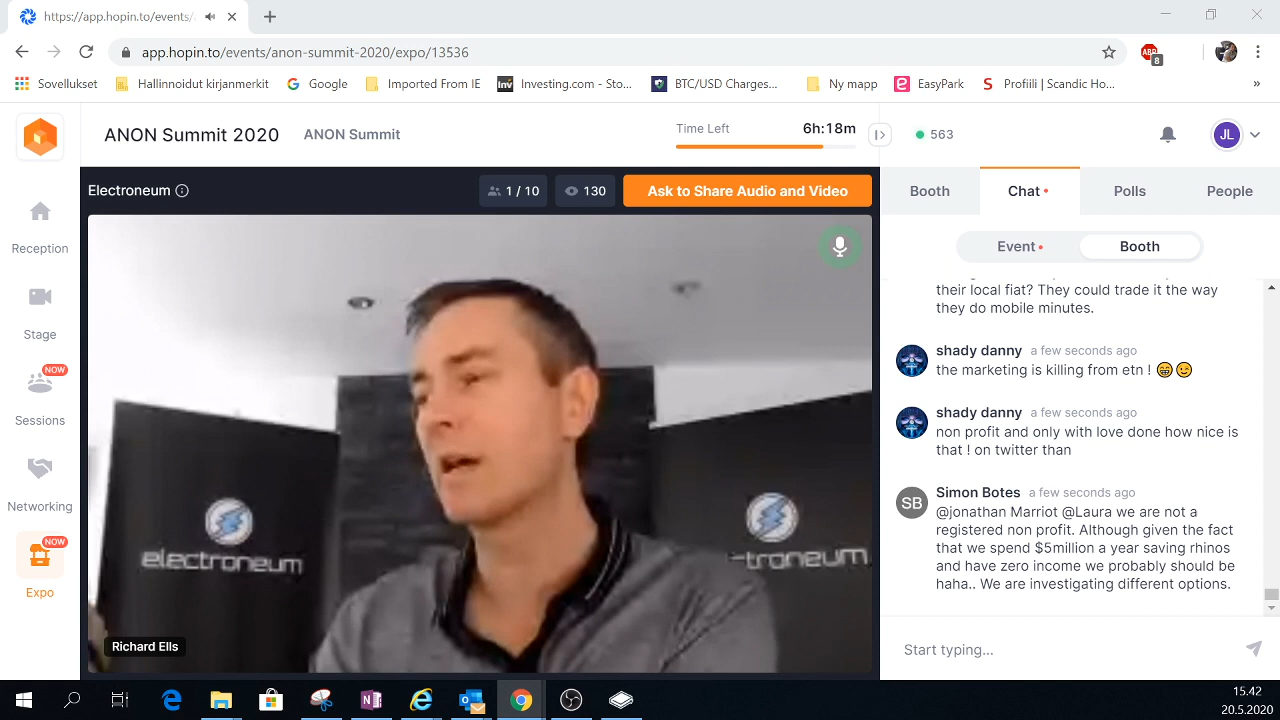 https://app.hopin.to/events/
app.hopin.to/events/anon-summit-2020/expo/13536
ABP
8
Sovellukset
Hallinnoidut kirjanmerkit
Google
Imported From IE
Inv
Investing.com - Sto...
BTC/USD Charges...
Ny mapp
EasyPark
S
Profiili | Scandic Ho...
»
ANON Summit 2020
ANON Summit
Time Left
6h:18m
563
JL
Reception
Stage
NOW
Sessions
Networking
NOW
Expo
Electroneum
1 / 10
130
Ask to Share Audio and Video
electroneum
-troneum
Richard Ells
Booth
Chat
Polls
People
Event
Booth
their local fiat? They could trade it the way
they do mobile minutes.
shady danny a few seconds ago
the marketing is killing from etn ! 😁😉
shady danny a few seconds ago
non profit and only with love done how nice is
that ! on twitter than
SB
Simon Botes a few seconds ago
@jonathan Marriot @Laura we are not a
registered non profit. Although given the fact
that we spend $5million a year saving rhinos
and have zero income we probably should be
haha.. We are investigating different options.
Start typing...
15.42
20.5.2020